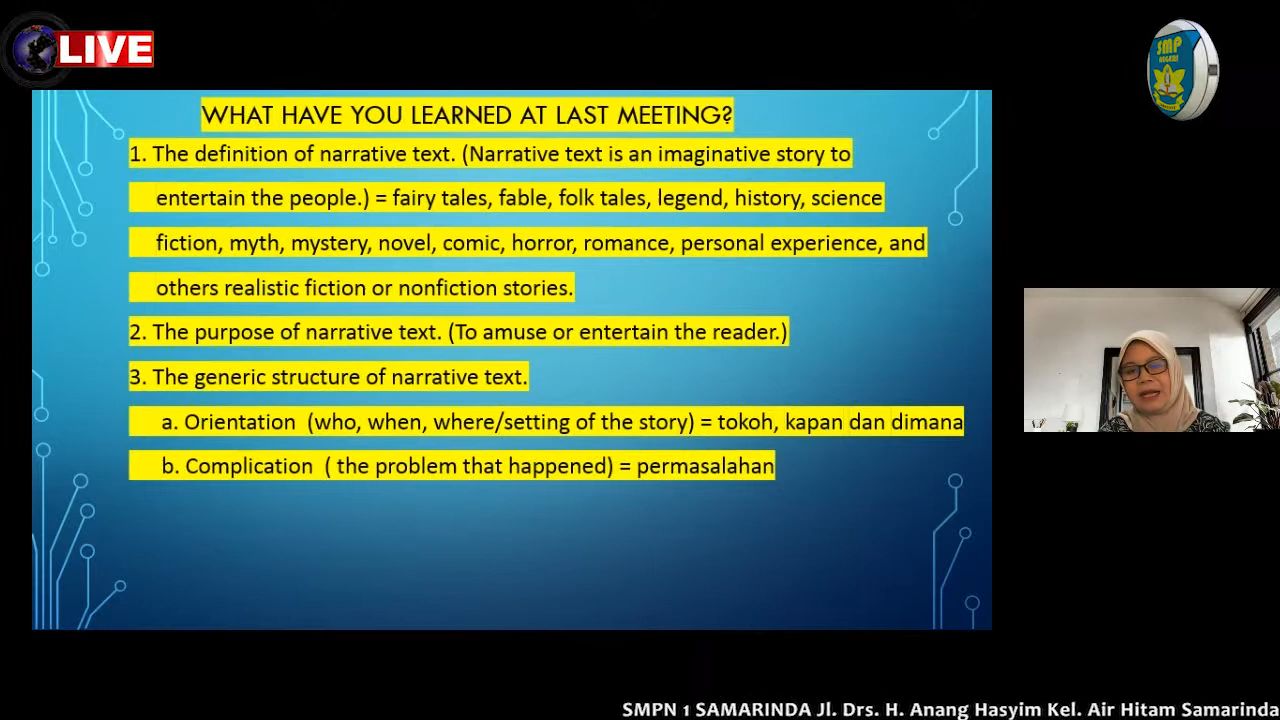 LIVE
SMP
WHAT HAVE YOU LEARNED AT LAST MEETING?
1. The definition of narrative text. (Narrative text is an imaginative story to
entertain the people.) = fairy tales, fable, folk tales, legend, history, science
fiction, myth, mystery, novel, comic, horror, romance, personal experience, and
others realistic fiction or nonfiction stories.
2. The purpose of narrative text. (To amuse or entertain the reader.)
3. The generic structure of narrative text.
a. Orientation (who, when, where/setting of the story) = tokoh, kapan dan dimana
b. Complication ( the problem that happened) = permasalahan
SMPN 1 SAMARINDA Jl. Drs. H. Anang Hasyim Kel. Air Hitam Samarinda